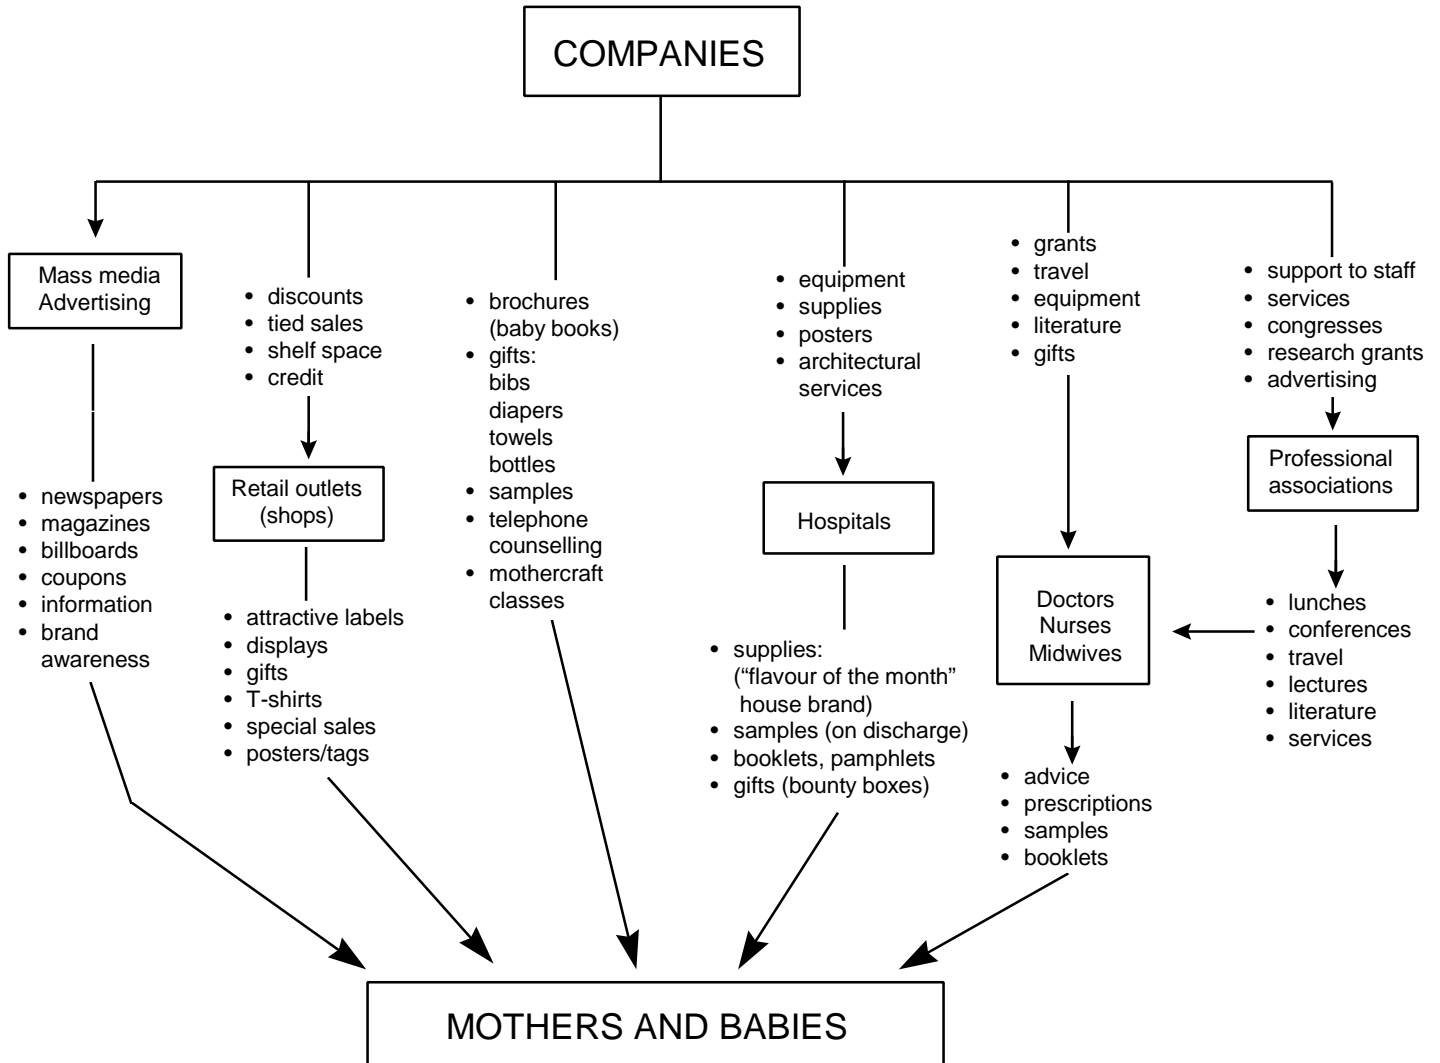 COMPANIES
Mass media
Advertising
• newspapers
• magazines
• billboards
• coupons
• information
• brand
awareness
• discounts
• tied sales
• shelf space
• credit
Retail outlets
(shops)
• attractive labels
• displays
• gifts
• T-shirts
• special sales
• posters/tags
• brochures
(baby books)
• gifts:
bibs
diapers
towels
bottles
• samples
• telephone
counselling
• mothercraft
classes
• equipment
• supplies
• posters
• architectural
services
Hospitals
• supplies:
(“flavour of the month”
house brand)
• samples (on discharge)
• booklets, pamphlets
• gifts (bounty boxes)
• grants
• travel
• equipment
• literature
• gifts
Doctors
Nurses
Midwives
• advice
• prescriptions
• samples
• booklets
• support to staff
• services
• congresses
• research grants
• advertising
Professional
associations
• lunches
• conferences
• travel
• lectures
• literature
• services
MOTHERS AND BABIES